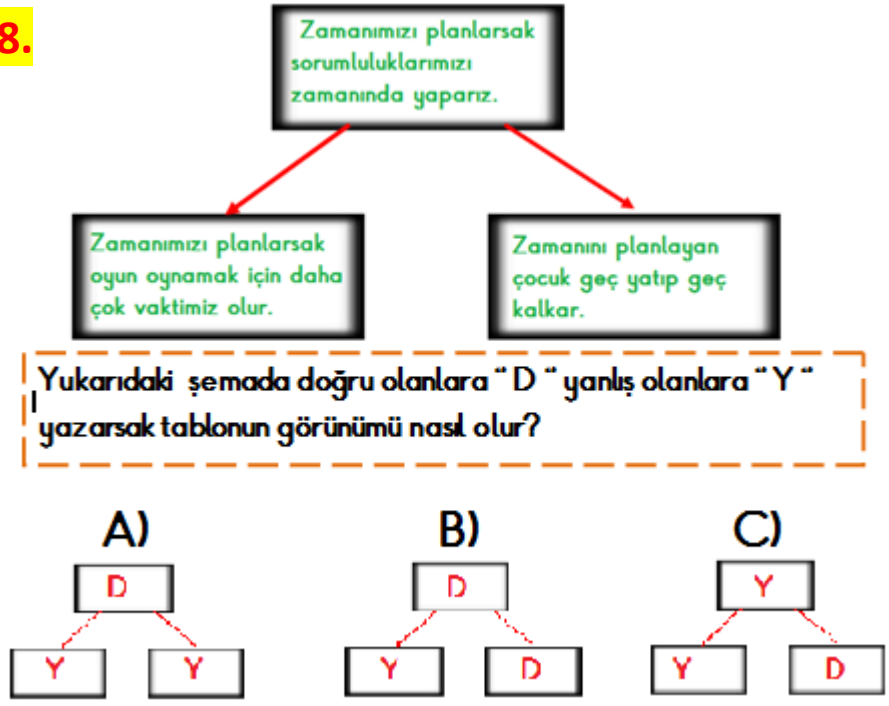 8.
Zamanımızı planlarsak
sorumluluklarımızı
zamanında yaparız.
Zamanımızı planlarsak
oyun oynamak için daha
çok vaktimiz olur.
Zamanını planlayan
çocuk geç yatıp geç
kalkar.
Yukarıdaki şemada doğru olanlara “ D “ yanlış olanlara “ Y “
yazarsak tablonun görünümü nasıl olur?
A) B) C)
D D Y
Y Y Y D Y D